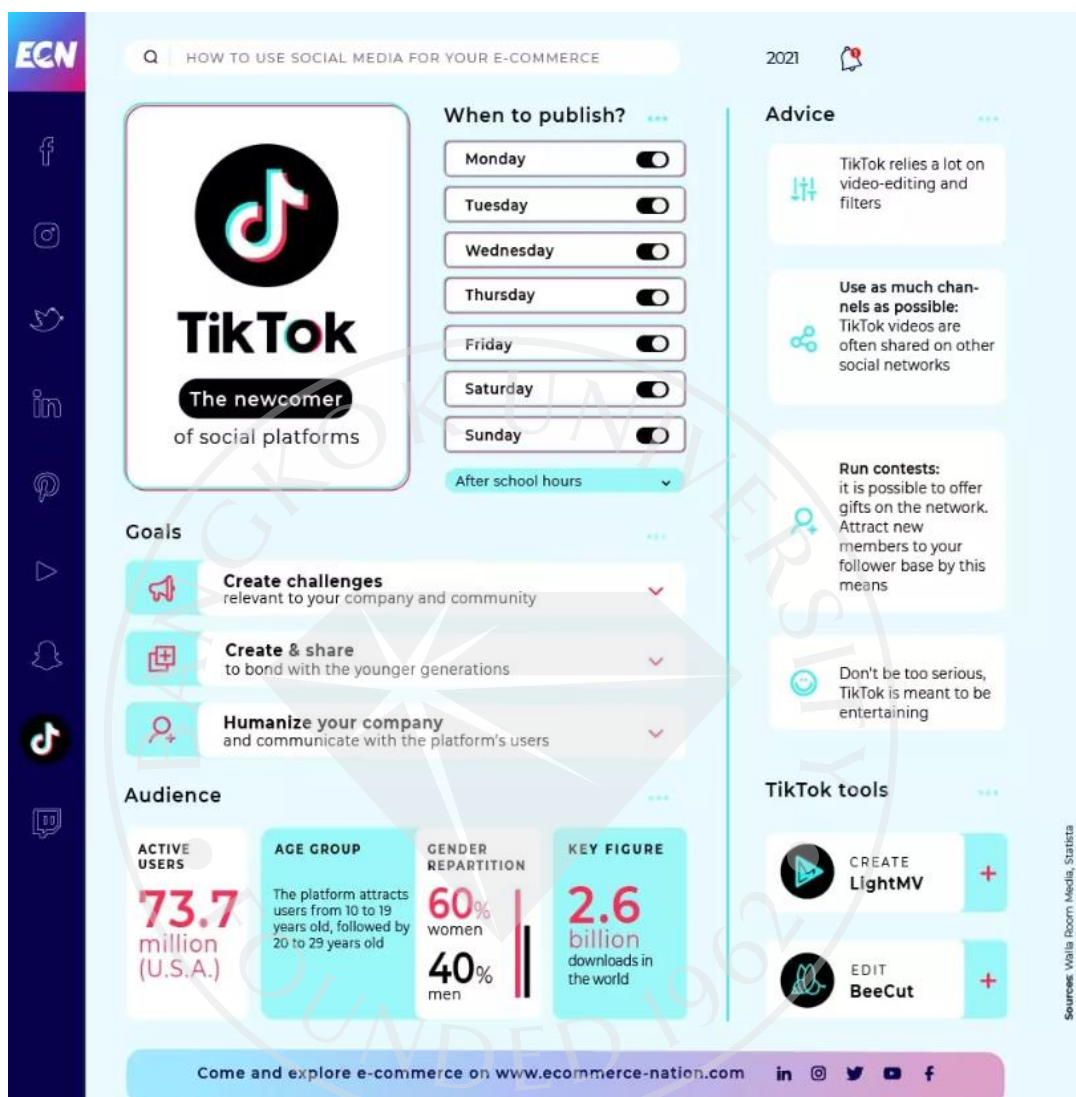 ECN
HOW TO USE SOCIAL MEDIA FOR YOUR E-COMMERCE
2021
TikTok
The newcomer
of social platforms
When to publish?
Monday
Tuesday
Wednesday
Thursday
Friday
Saturday
Sunday
After school hours
Goals
Create challenges
relevant to your company and community
Create & share
to bond with the younger generations
Humanize your company
and communicate with the platform's users
Audience
ACTIVE
USERS
73.7
million
(U.S.A.)
AGE GROUP
The platform attracts
users from 10 to 19
years old, followed by
20 to 29 years old
GENDER
REPARTITION
60%
women
40%
men
KEY FIGURE
2.6
billion
downloads in
the world
Advice
TikTok relies a lot on
video-editing and
filters
Use as much chan-
nels as possible:
TikTok videos are
often shared on other
social networks
Run contests:
it is possible to offer
gifts on the network.
Attract new
members to your
follower base by this
means
Don't be too serious,
TikTok is meant to be
entertaining
TikTok tools
CREATE
LightMV
EDIT
BeeCut
Sources: Walla Room Media, Statista
Come and explore e-commerce on www.ecommerce-nation.com
BANGKOK UNIVERSITY
FOUNDED 1962